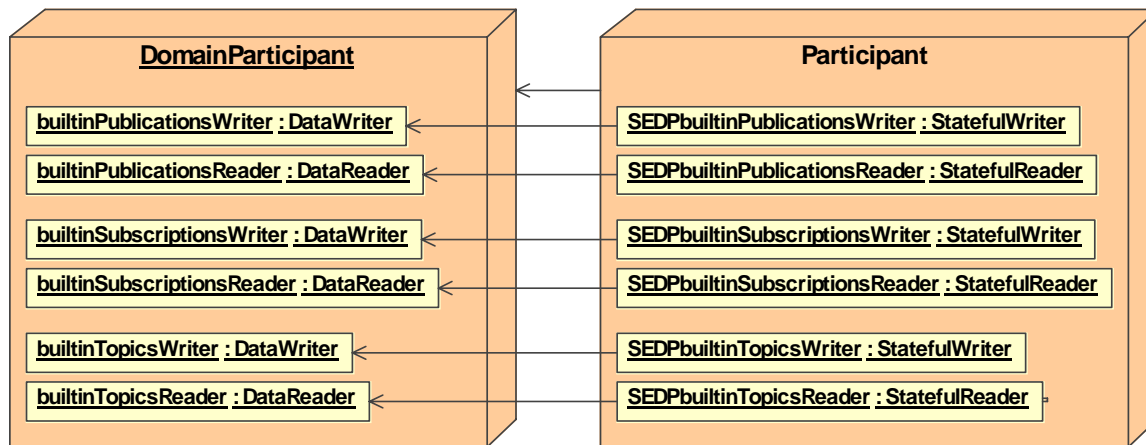 DomainParticipant
builtinPublicationsWriter : DataWriter
builtinPublicationsReader : DataReader
builtinSubscriptionsWriter : DataWriter
builtinSubscriptionsReader : DataReader
builtinTopicsWriter : DataWriter
builtinTopicsReader : DataReader
Participant
SEDPbuiltinPublicationsWriter : StatefulWriter
SEDPbuiltinPublicationsReader : StatefulReader
SEDPbuiltinSubscriptionsWriter : StatefulWriter
SEDPbuiltinSubscriptionsReader : StatefulReader
SEDPbuiltinTopicsWriter : StatefulWriter
SEDPbuiltinTopicsReader : StatefulReader